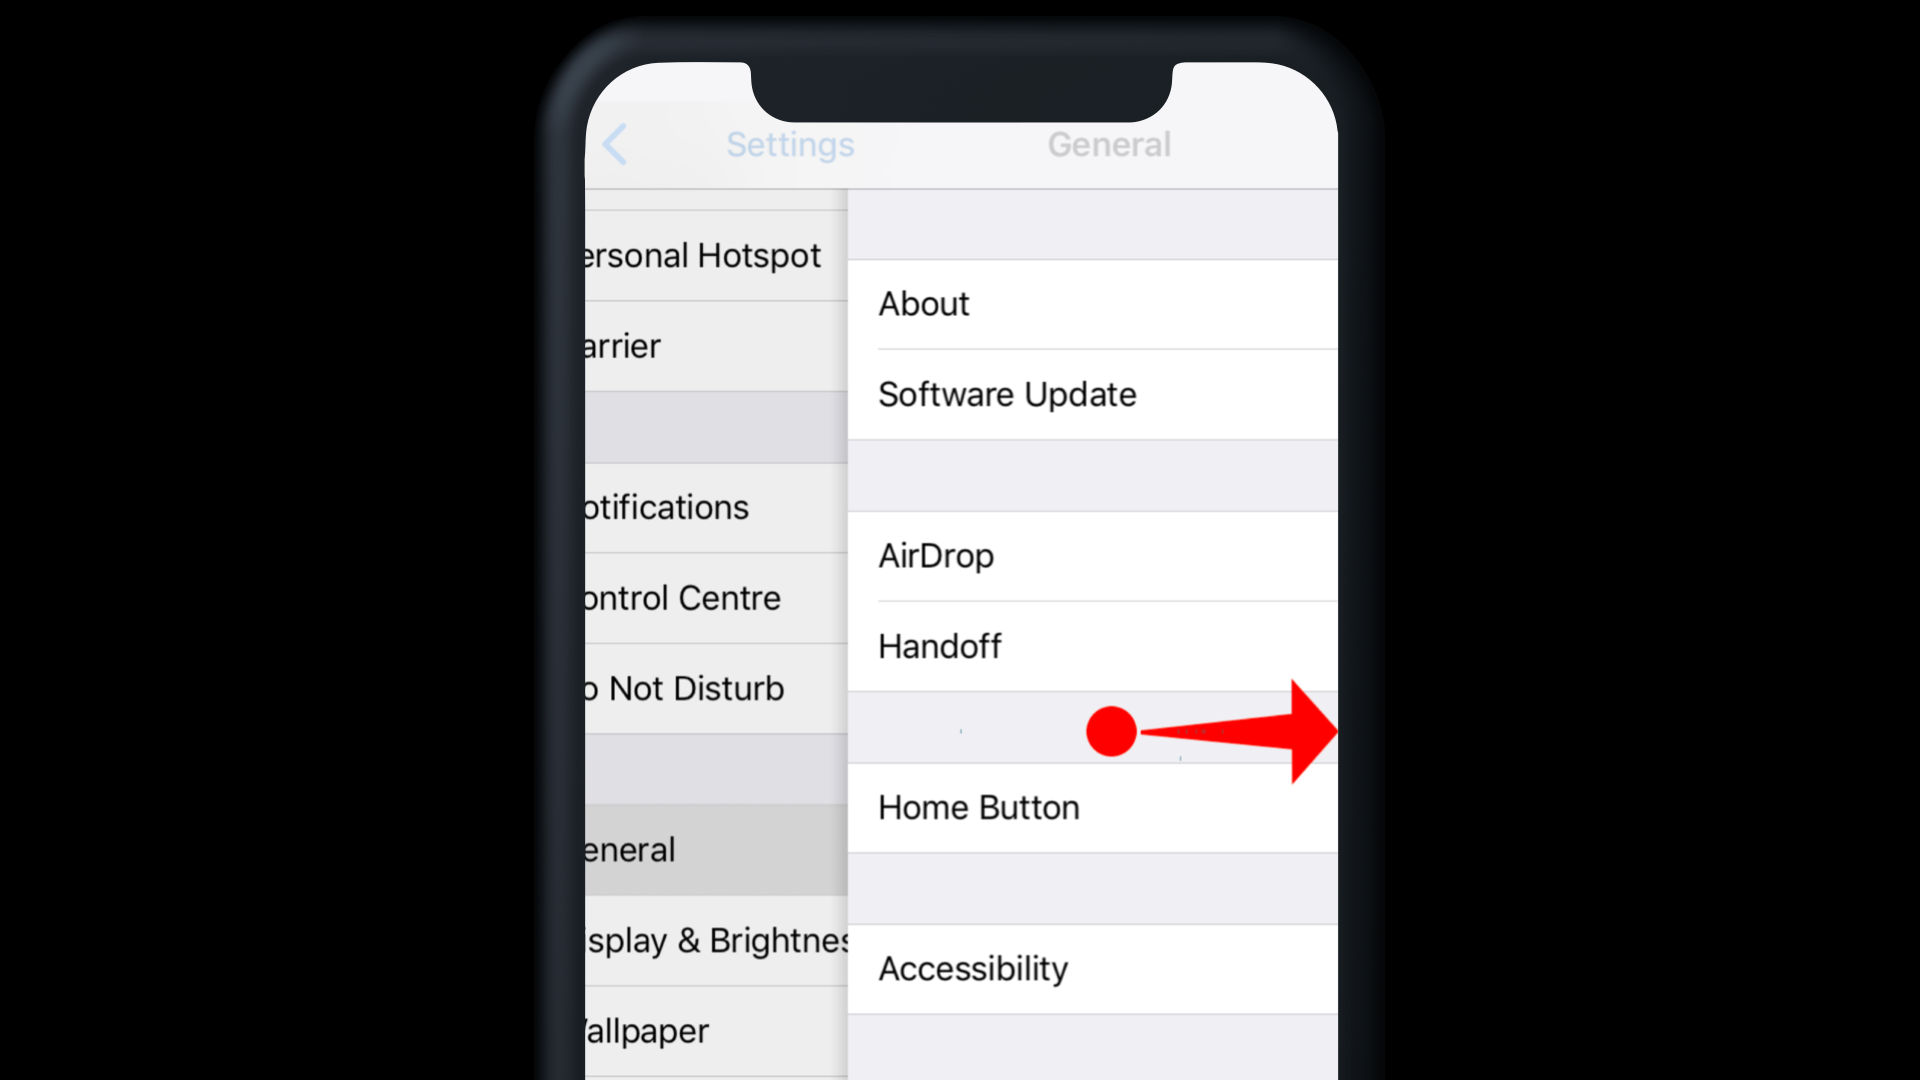 Settings
General
ersonal Hotspot
arrier
otifications
ontrol Centre
o Not Disturb
eneral
isplay & Brightnes
allpaper
About
Software Update
AirDrop
Handoff
Home Button
Accessibility